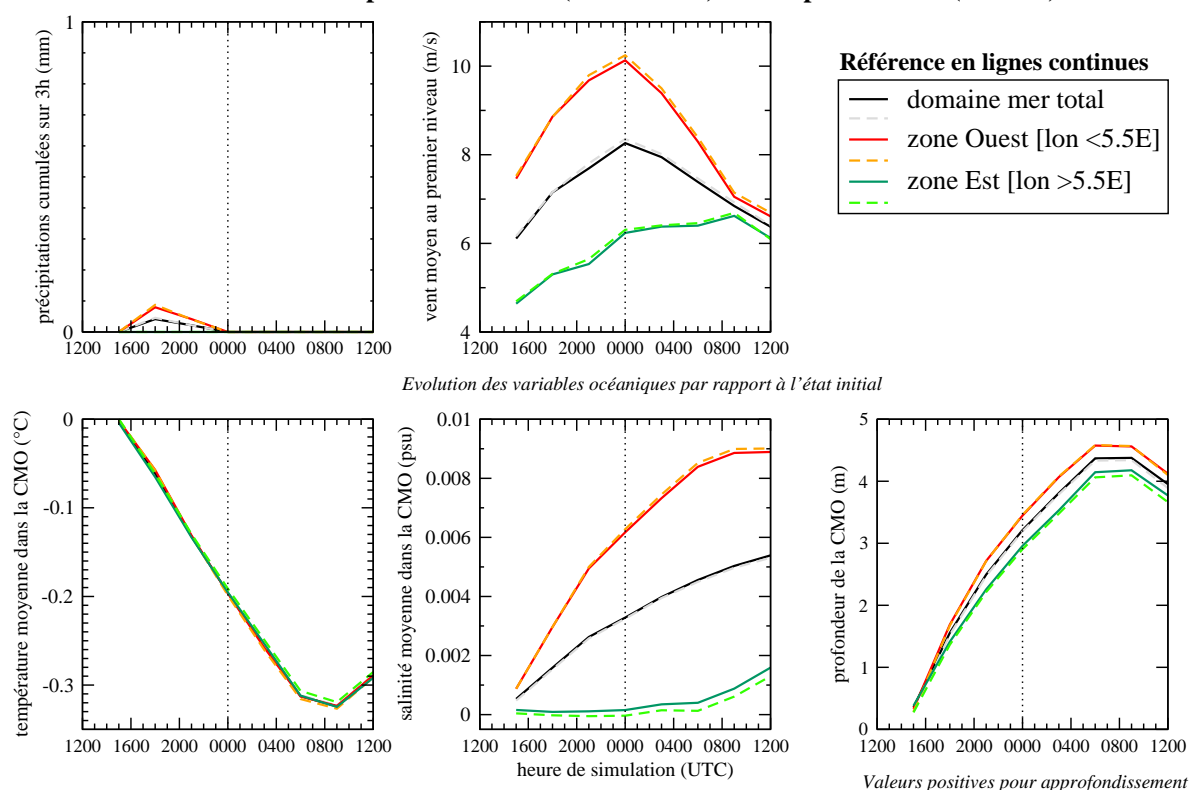 précipitations cumulées sur 3h (mm)
1
0
1200 1600 2000 0000 0400 0800 1200
vent moyen au premier niveau (m/s)
10
8
6
4
1200 1600 2000 0000 0400 0800 1200
Référence en lignes continues
domaine mer total
zone Ouest [lon <5.5E]
zone Est [lon >5.5E]
Evolution des variables océaniques par rapport à l'état initial
température moyenne dans la CMO (°C)
0
-0.1
-0.2
-0.3
1200 1600 2000 0000 0400 0800 1200
salinité moyenne dans la CMO (psu)
0.01
0.008
0.006
0.004
0.002
0
1200 1600 2000 0000 0400 0800 1200
heure de simulation (UTC)
profondeur de la CMO (m)
5
4
3
2
1
0
1200 1600 2000 0000 0400 0800 1200
Valeurs positives pour approfondissement